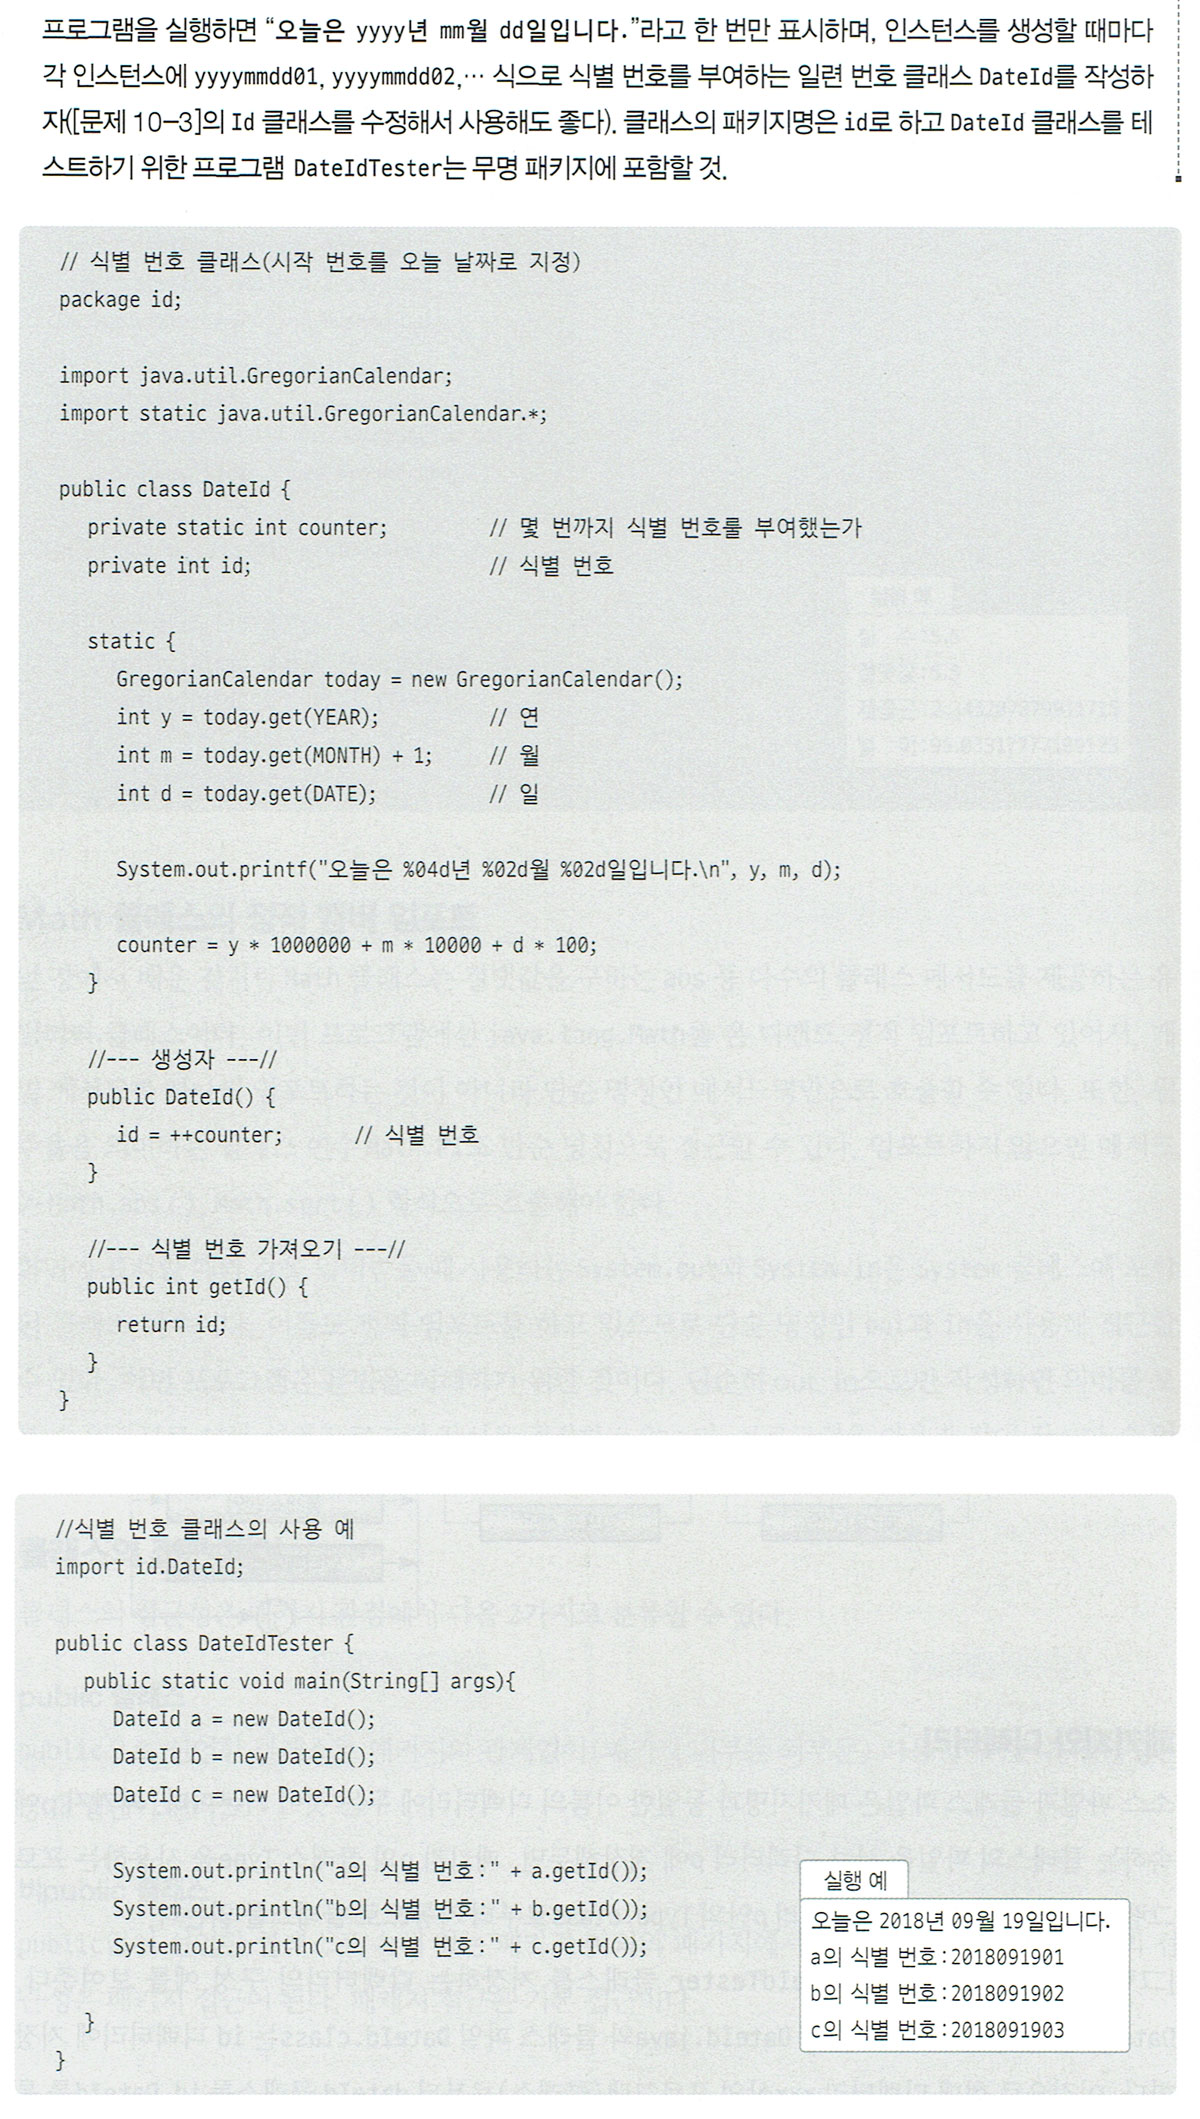 프로그램을 실행하면 “오늘은 yyyy년 mm월 dd일입니다.”라고 한 번만 표시하며, 인스턴스를 생성할 때마다
각 인스턴스에 yyyymmdd01, yyyymmdd02,… 식으로 식별 번호를 부여하는 일련 번호 클래스 DateId를 작성하
자([문제 10-3]의 Id 클래스를 수정해서 사용해도 좋다). 클래스의 패키지명은 id로 하고 DateId 클래스를 테
스트하기 위한 프로그램 DateIdTester는 무명 패키지에 포함할 것.
// 식별 번호 클래스(시작 번호를 오늘 날짜로 지정)
package id;
import java.util.GregorianCalendar;
import static java.util.GregorianCalendar.*;
public class DateId {
private static int counter; // 몇 번까지 식별 번호를 부여했는가
private int id; // 식별 번호
static {
GregorianCalendar today = new GregorianCalendar();
int y = today.get(YEAR); // 연
int m = today.get(MONTH) + 1; // 월
int d = today.get(DATE); // 일
System.out.printf("오늘은 %04d년 %02d월 %02d일입니다.\n", y, m, d);
counter = y * 1000000 + m * 10000 + d * 100;
}
//--- 생성자 ---//
public DateId() {
id = ++counter; // 식별 번호
}
//--- 식별 번호 가져오기 ---//
public int getId() {
return id;
}
}
//식별 번호 클래스의 사용 예
import id.DateId;
public class DateIdTester {
public static void main(String[] args){
DateId a = new DateId();
DateId b = new DateId();
DateId c = new DateId();
System.out.println("a의 식별 번호:" + a.getId());
System.out.println("b의 식별 번호:" + b.getId());
System.out.println("c의 식별 번호:" + c.getId());
}
}
실행 예
오늘은 2018년 09월 19일입니다.
a의 식별 번호:2018091901
b의 식별 번호:2018091902
c의 식별 번호:2018091903